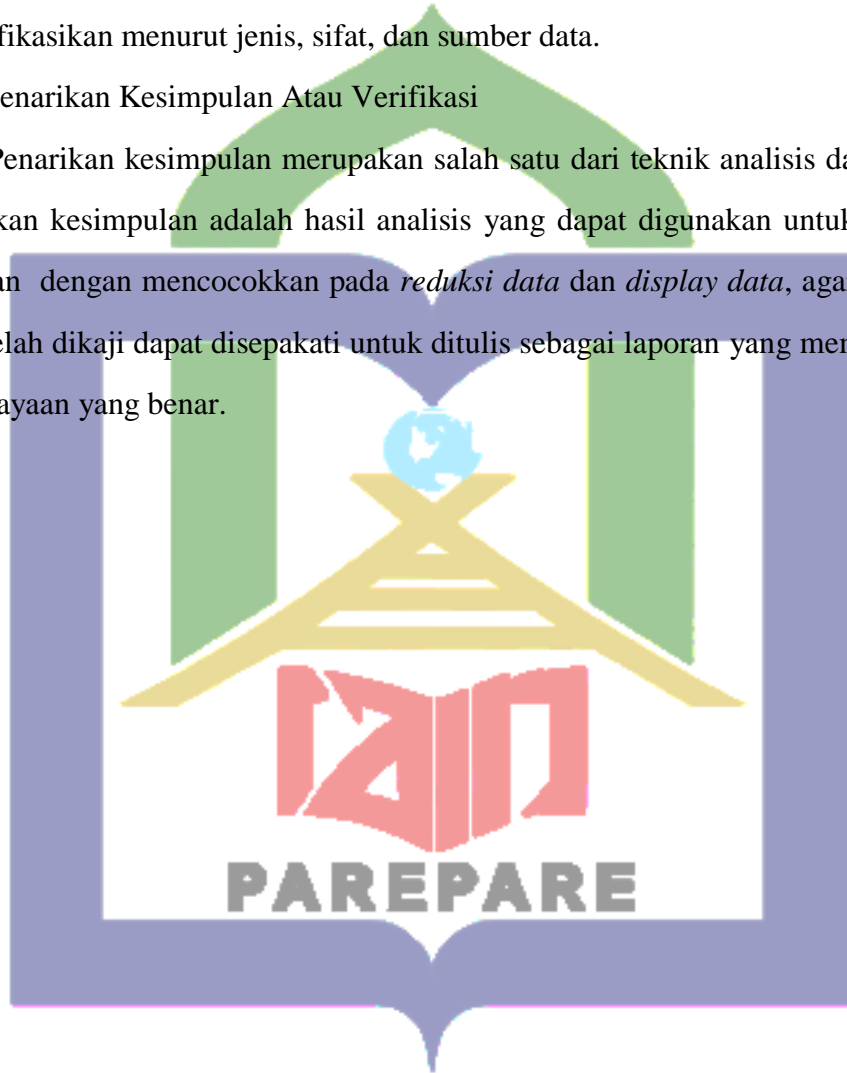 fikasikan menurut jenis, sifat, dan sumber data.
enarikan Kesimpulan Atau Verifikasi
Penarikan kesimpulan merupakan salah satu dari teknik analisis da
kan kesimpulan adalah hasil analisis yang dapat digunakan untuk
an dengan mencocokkan pada reduksi data dan display data, agar
elah dikaji dapat disepakati untuk ditulis sebagai laporan yang mem
ayaan yang benar.
iain
PAREPARE